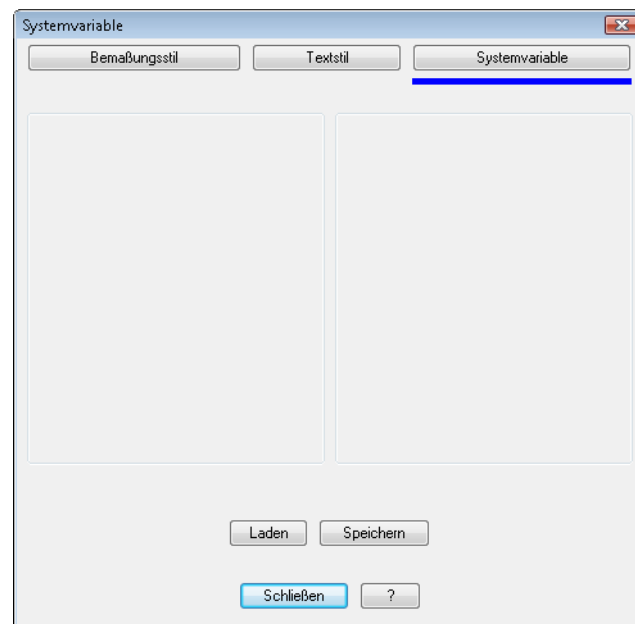 Systemvariable
Bemaßungsstil Textstil Systemvariable
Laden Speichern
Schließen ?